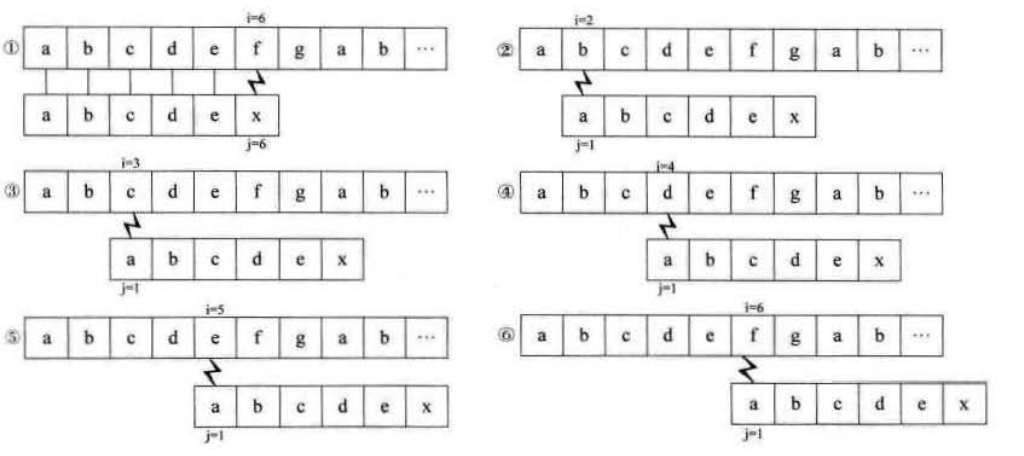 i=6
① a b c d e f g a b ...
a b c d e x
j=6
i=2
② a b c d e f g a b ...
a b c d e x
j=1
i=3
③ a b c d e f g a b ...
a b c d e x
j=1
i=4
④ a b c d e f g a b ...
a b c d e x
j=1
i=5
⑤ a b c d e f g a b ...
a b c d e x
j=1
i=6
⑥ a b c d e f g a b ...
a b c d e x
j=1